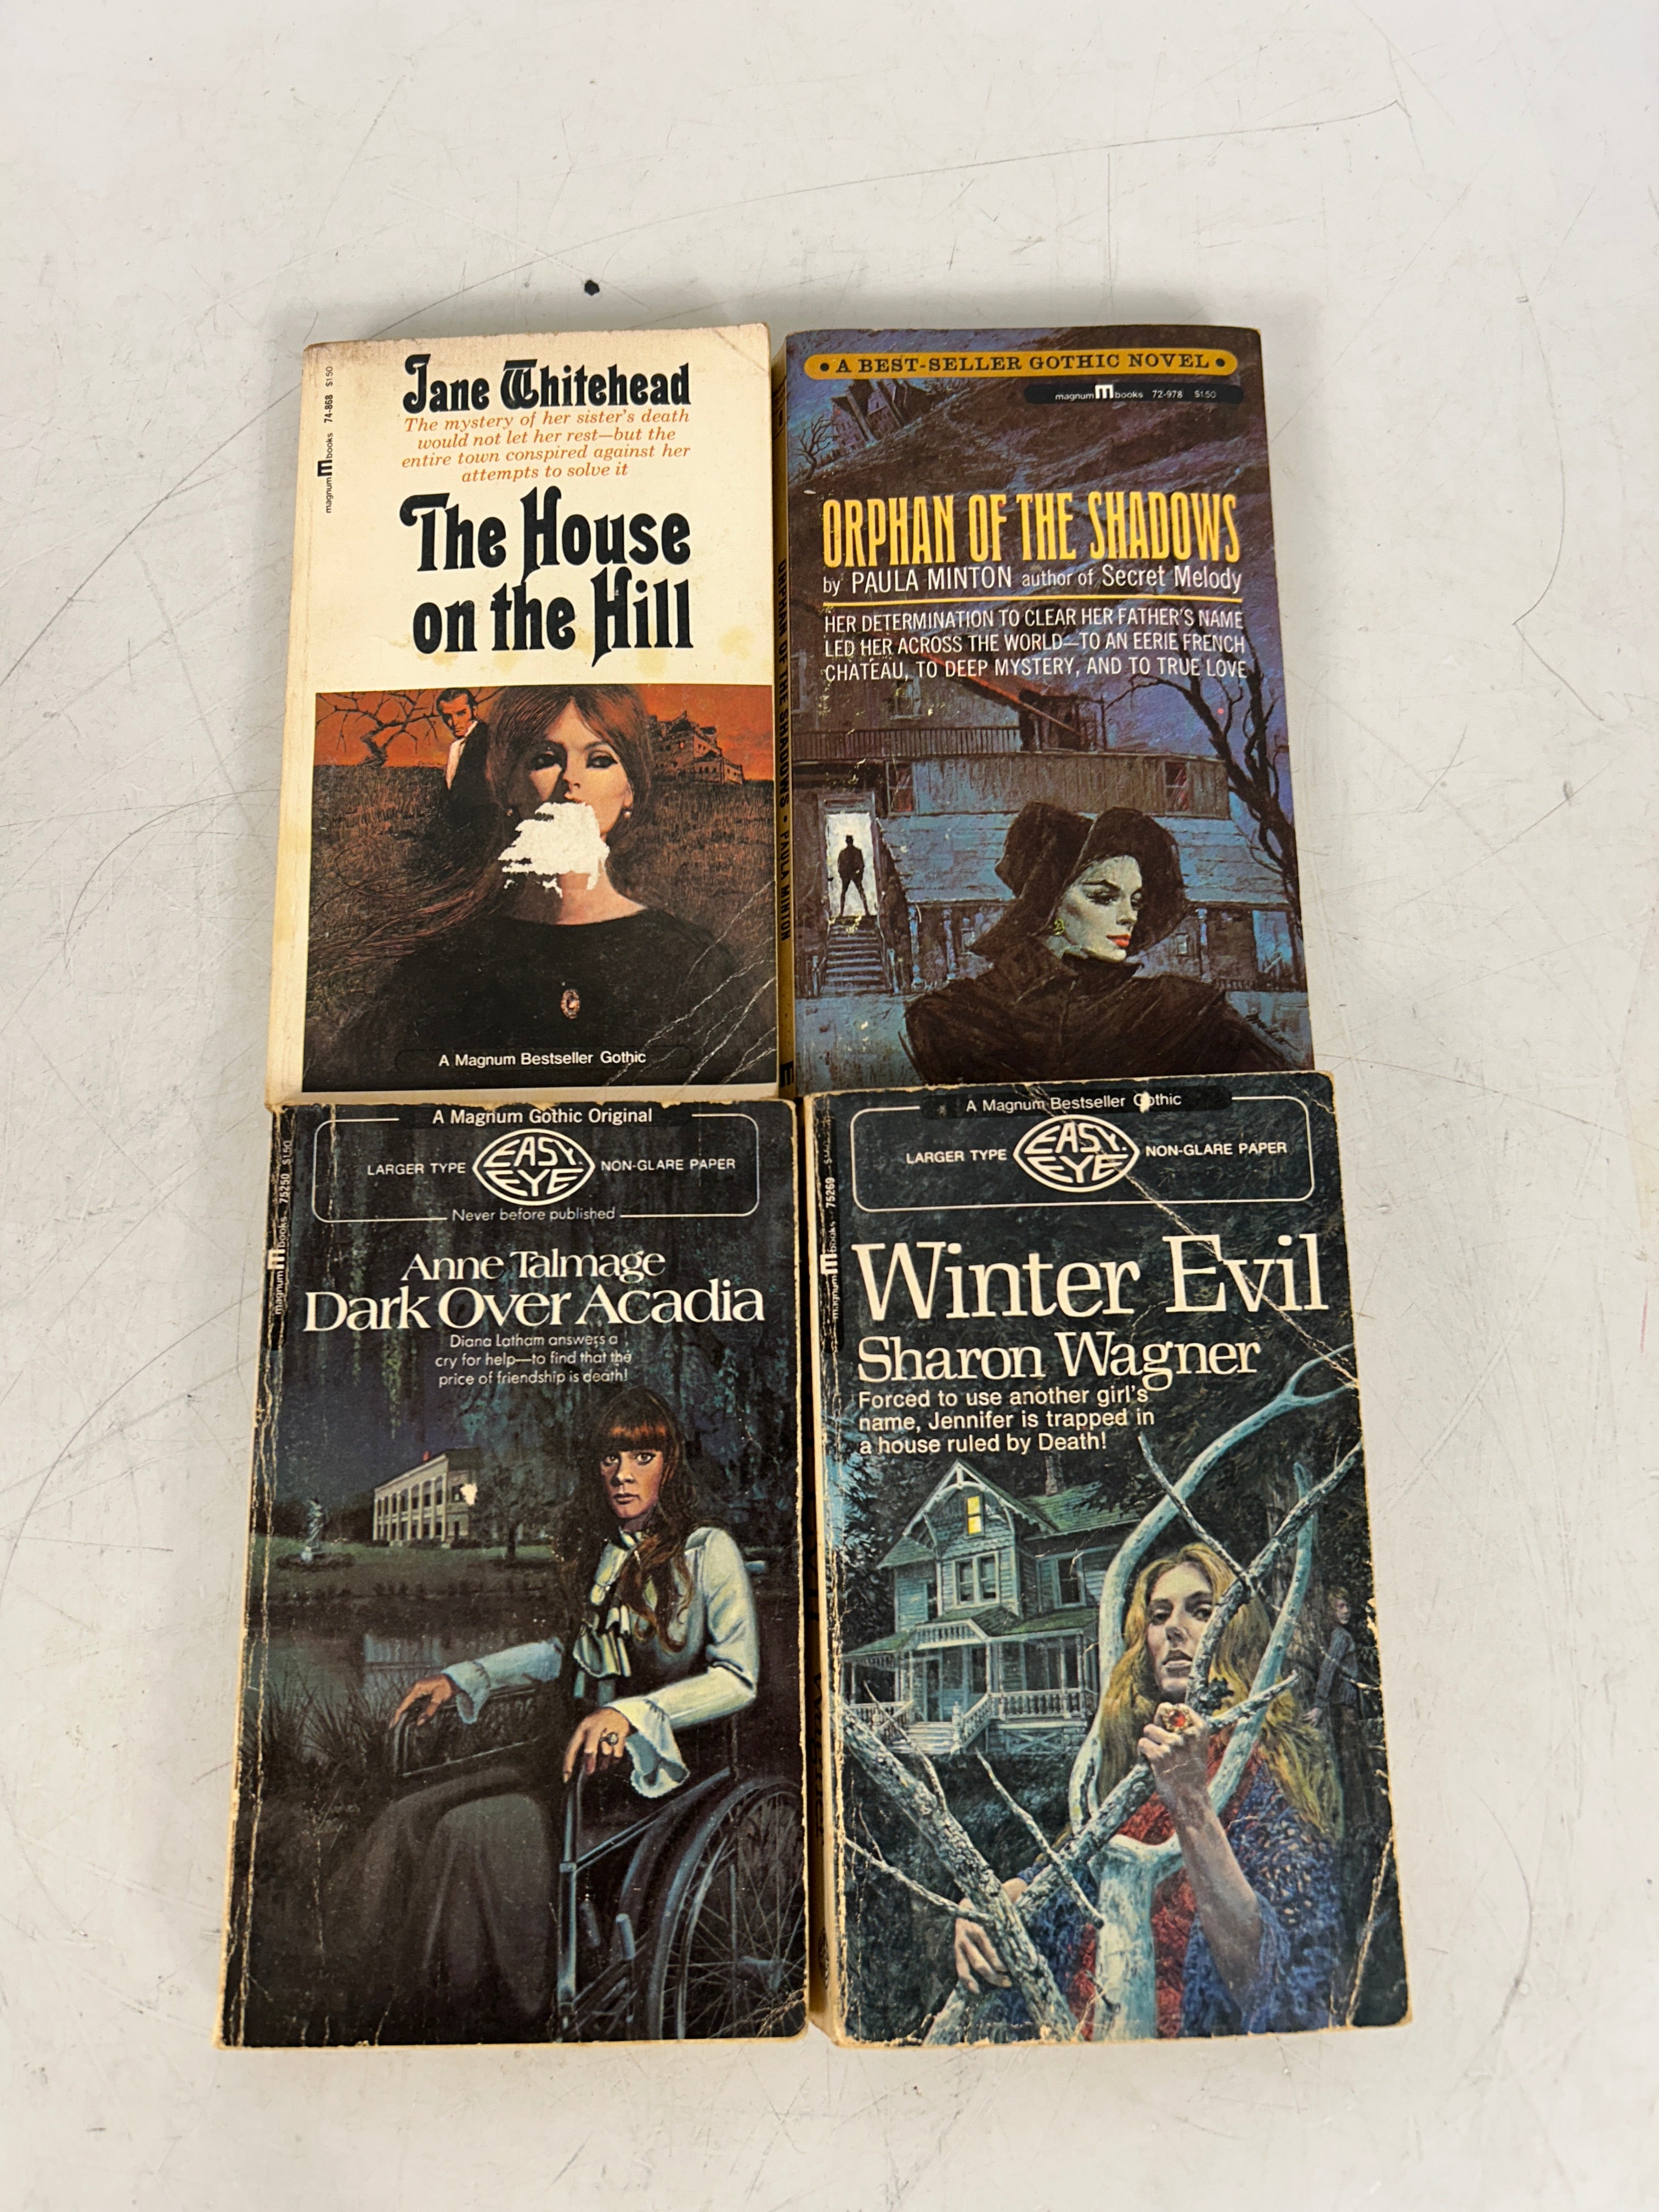 Jane Whitehead
The mystery of her sister's death
would not let her rest—but the
entire town conspired against her
attempts to solve it
The House
on the Hill
magnum M books 74-868 $1.50
A Magnum Bestseller Gothic
• A BEST-SELLER GOTHIC NOVEL •
magnum M books 72-978 $1.50
ORPHAN OF THE SHADOWS
by PAULA MINTON author of Secret Melody
HER DETERMINATION TO CLEAR HER FATHER'S NAME
LED HER ACROSS THE WORLD—TO AN EERIE FRENCH
CHATEAU, TO DEEP MYSTERY, AND TO TRUE LOVE
ORPHAN OF THE SHADOWS • PAULA MINTON
A Magnum Gothic Original
LARGER TYPE EASY EYE NON-GLARE PAPER
Never before published
magnum M books 75250 $1.50
Anne Talmage
Dark Over Acadia
Diana Latham answers a
cry for help—to find that the
price of friendship is death!
A Magnum Bestseller Gothic
LARGER TYPE EASY EYE NON-GLARE PAPER
magnum M books 75269
Winter Evil
Sharon Wagner
Forced to use another girl's
name, Jennifer is trapped in
a house ruled by Death!